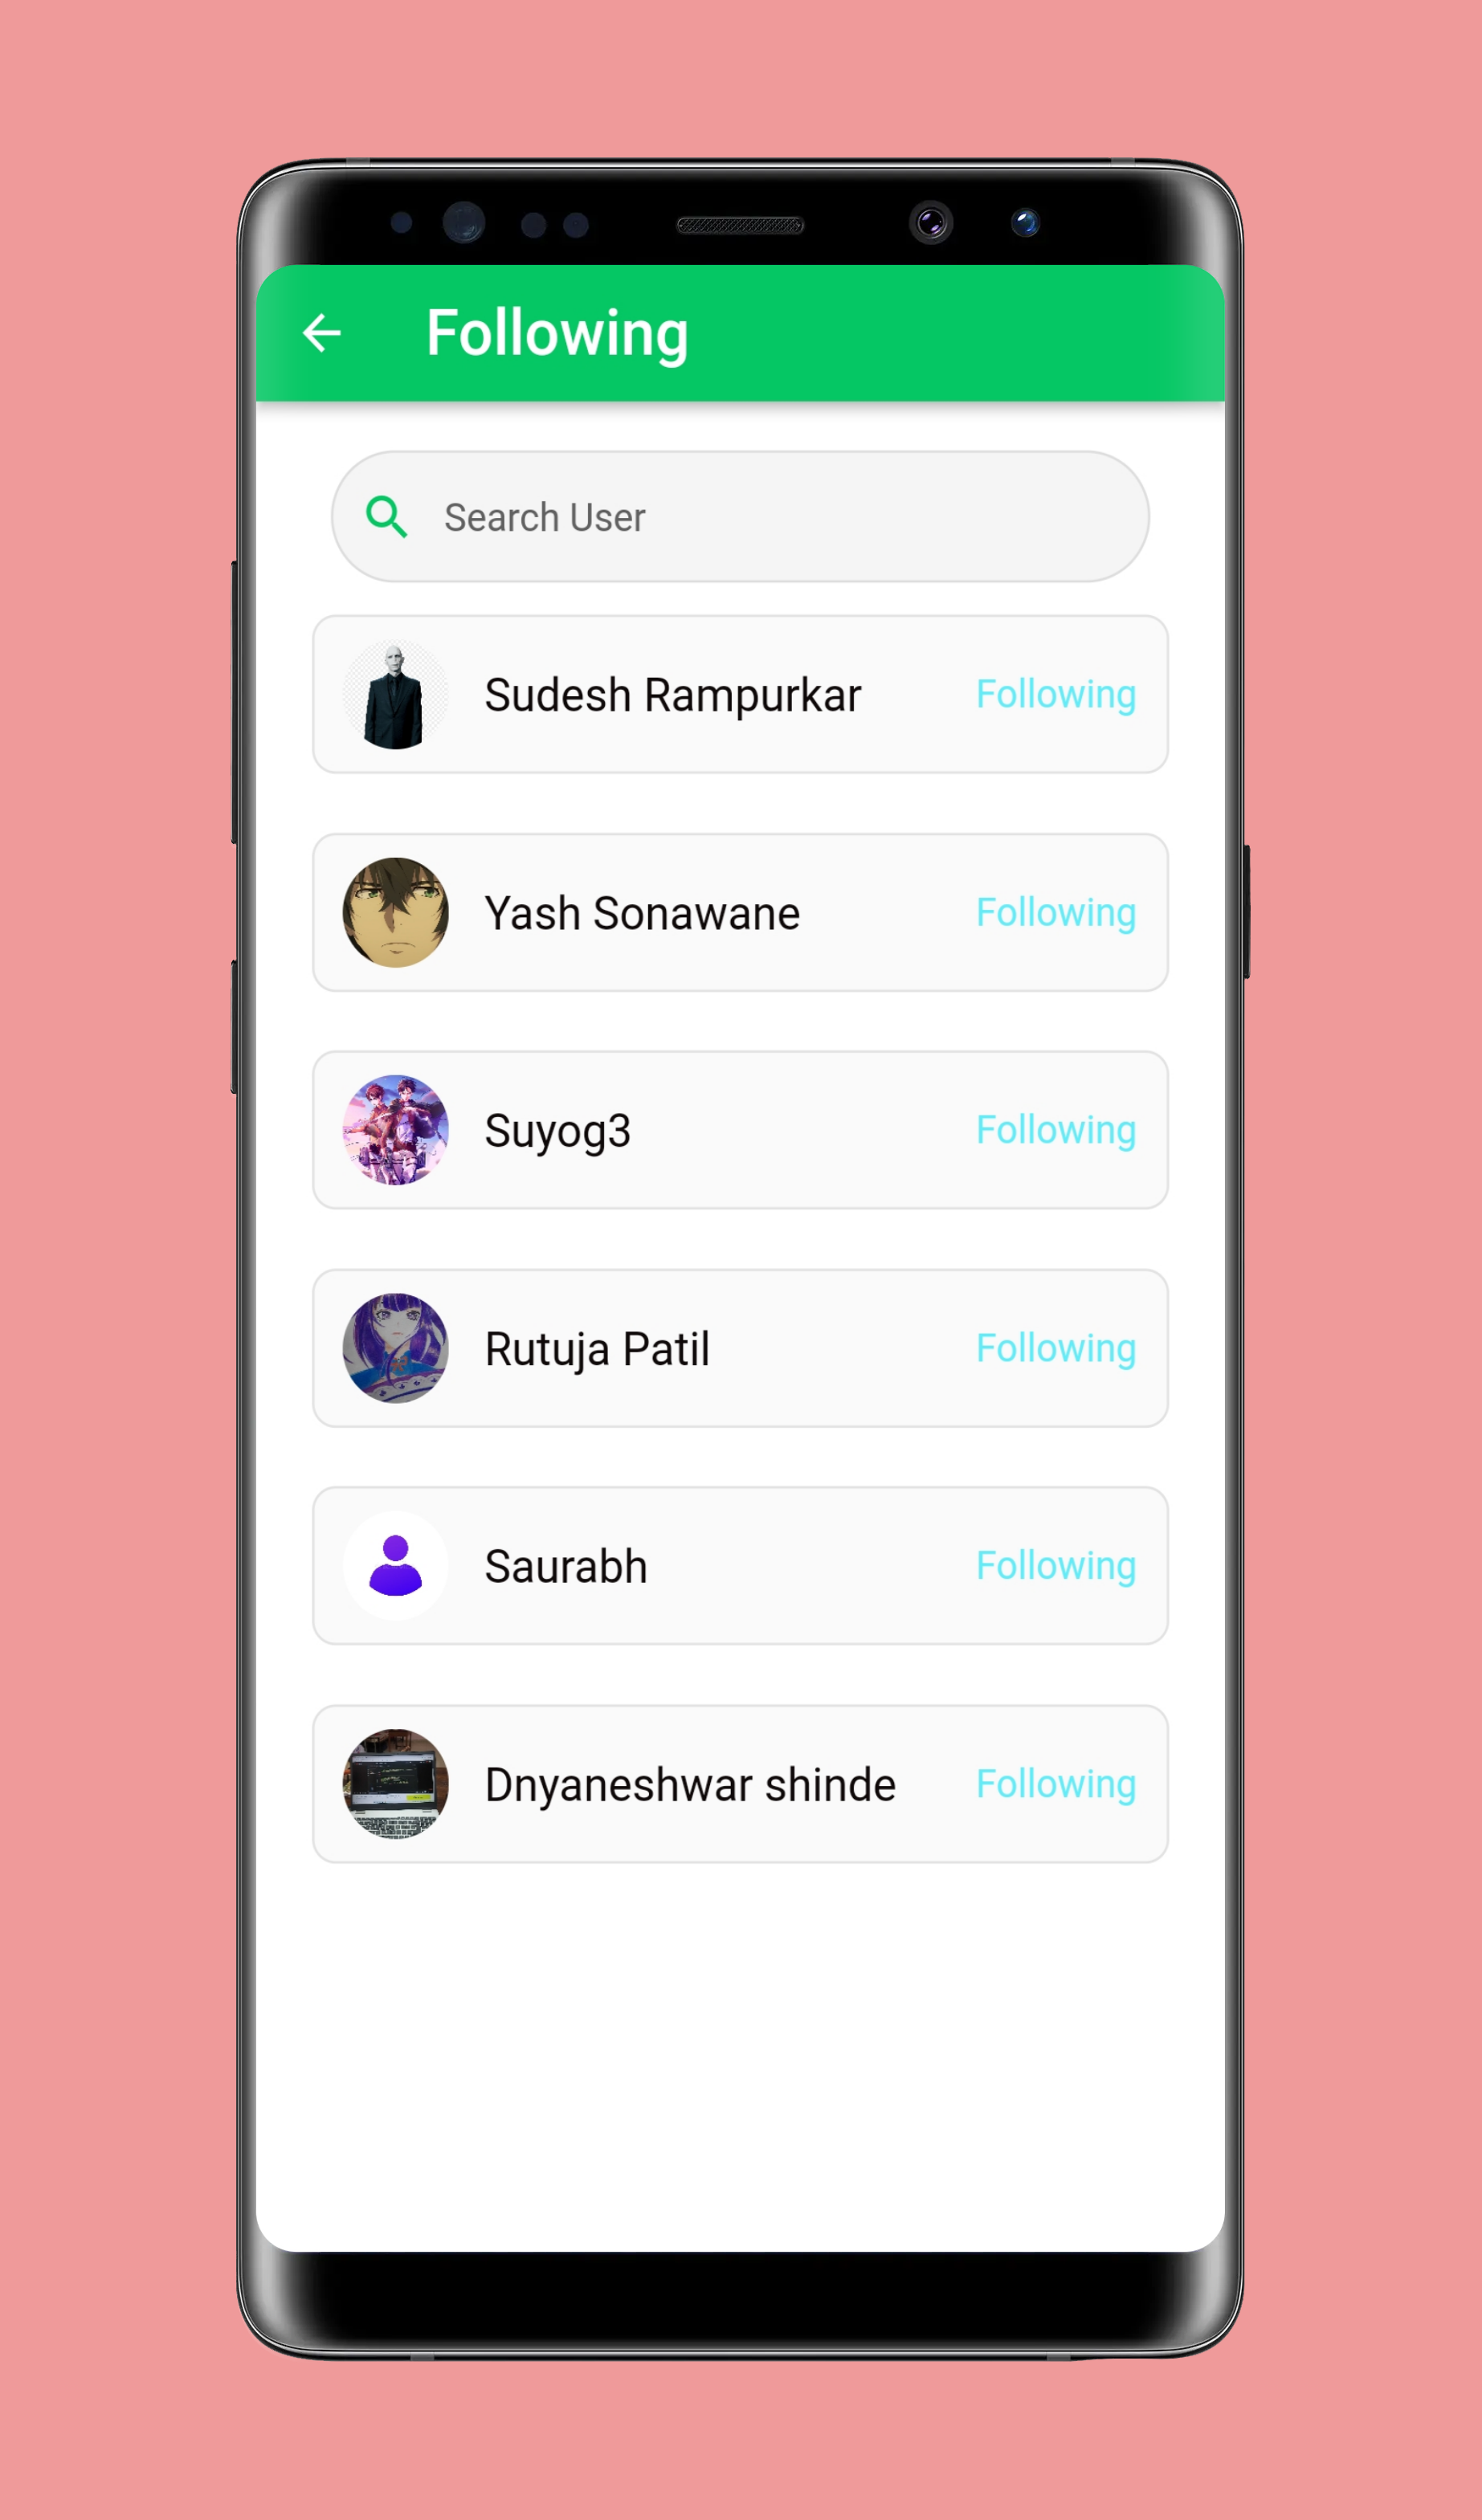 Following
Search User
Sudesh Rampurkar Following
Yash Sonawane Following
Suyog3 Following
Rutuja Patil Following
Saurabh Following
Dnyaneshwar shinde Following